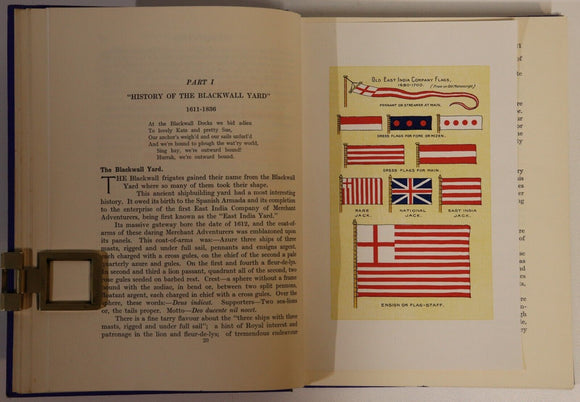 PART I
"HISTORY OF THE BLACKWALL YARD"
1611-1836
At the Blackwall Docks we bid adieu
To lovely Kate and pretty Sue,
Our anchor's weigh'd and our sails unfurl'd
And we're bound to plough the wat'ry world,
Sing hay, we're outward bound!
Hurrah, we're outward bound.
The Blackwall Yard.
THE Blackwall frigates gained their name from the Blackwall
Yard where so many of them took their shape.
This ancient shipbuilding yard had a most interesting
history. It owed its birth to the Spanish Armada and its completion
to the enterprise of the first East India Company of Merchant
Adventurers, being first known as the "East India Yard."
Its massive gateway bore the date of 1612, and the coat-of-
arms of these daring Merchant Adventurers was emblazoned upon
its panels. This coat-of-arms was:—Azure three ships of three
masts, rigged and under full sail, pennants and ensign argent,
each charged with a cross gules, on the chief of the second a pale
quarterly azure and gules. On the first and fourth a fleur-de-lys.
In second and third a lion passant, quadrant all of the second, two
roses gules seeded on barbed reet. Crest—a sphere without a frame
bound with the zodiac, in bend or, between two split pennons,
floatant argent, each charged in chief with a cross gules. Over the
sphere, these words:—Deus indicat. Supporters—Two sea-lions
or, the tails proper. Motto—Deo ducente nil nocet.
There is a fine tarry flavour about the "three ships with three
masts, rigged and under full sail"; a hint of Royal interest and
patronage in the lion and fleur-de-lys; of tremendous endeavour
29
OLD EAST INDIA COMPANY FLAGS,
1680-1700. (From an Old Manuscript)
PENNANT OR STREAMER AT MAIN.
DRESS FLAGS FOR FORE OR MIZEN.
DRESS FLAGS FOR MAIN.
RAGE JACK.
NATIONAL JACK.
EAST INDIA JACK.
ENSIGN OR FLAG-STAFF.